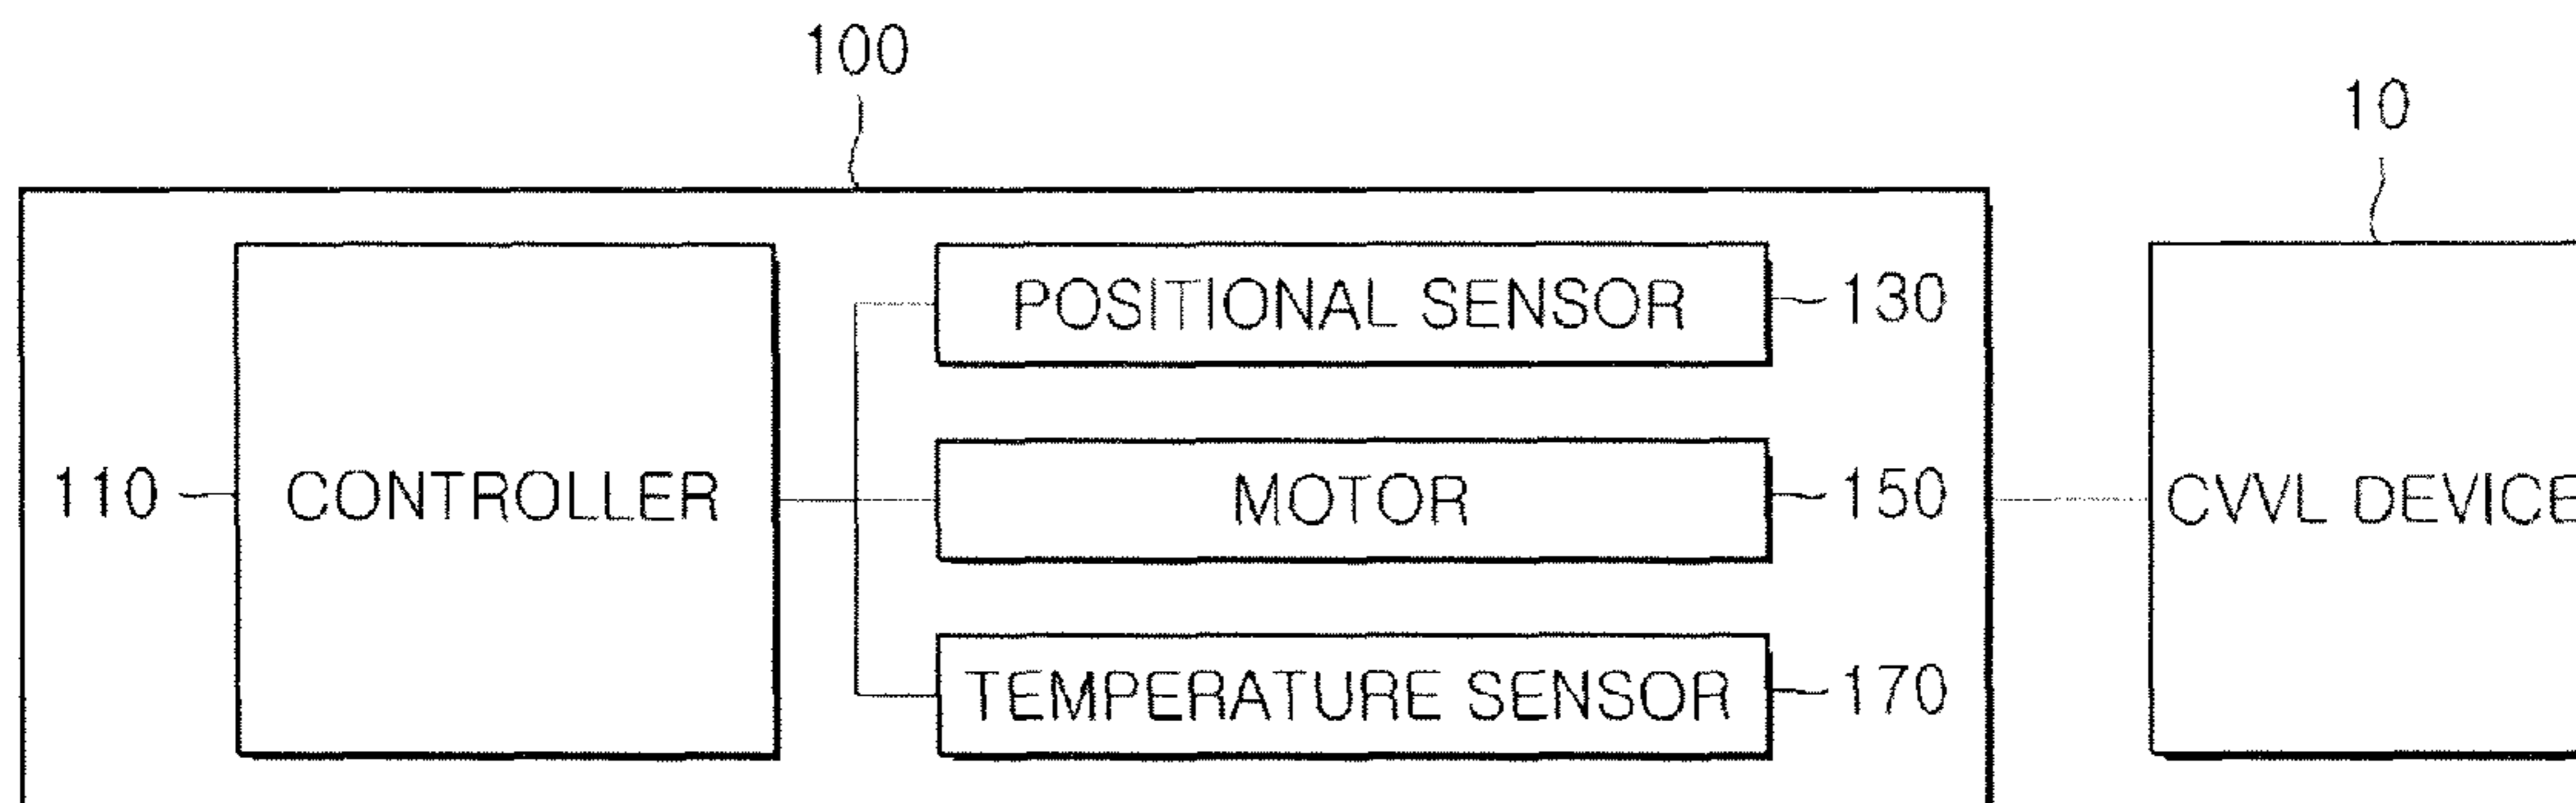 100
10
POSITIONAL SENSOR
130
110
CONTROLLER
MOTOR
150
CVVL DEVICE
TEMPERATURE SENSOR
170